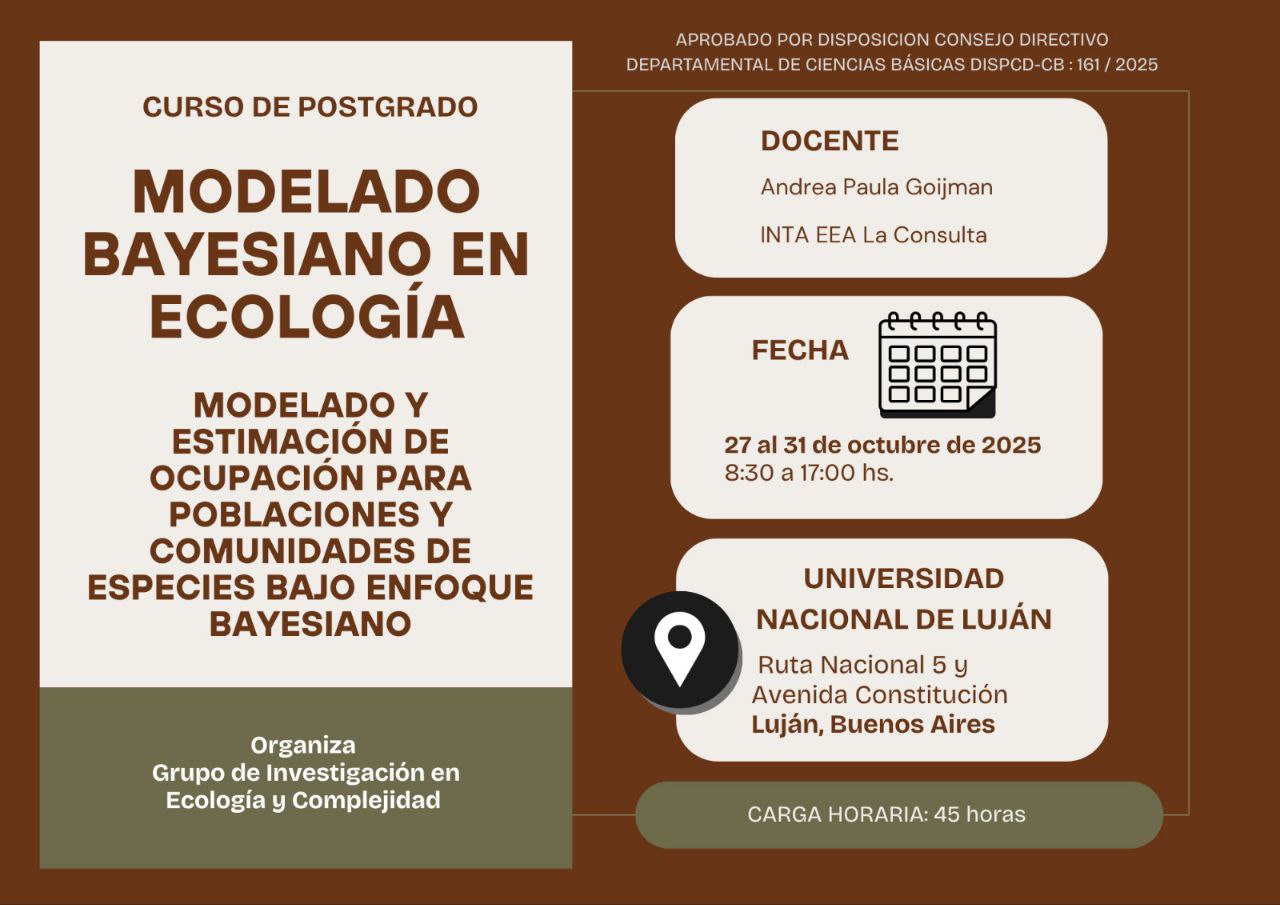 CURSO DE POSTGRADO
MODELADO
BAYESIANO EN
ECOLOGÍA
MODELADO Y
ESTIMACIÓN DE
OCUPACIÓN PARA
POBLACIONES Y
COMUNIDADES DE
ESPECIES BAJO ENFOQUE
BAYESIANO
Organiza
Grupo de Investigación en
Ecología y Complejidad
APROBADO POR DISPOSICION CONSEJO DIRECTIVO
DEPARTAMENTAL DE CIENCIAS BÁSICAS DISPCD-CB : 161 / 2025
DOCENTE
Andrea Paula Goijman
INTA EEA La Consulta
FECHA
27 al 31 de octubre de 2025
8:30 a 17:00 hs.
UNIVERSIDAD
NACIONAL DE LUJÁN
Ruta Nacional 5 y
Avenida Constitución
Luján, Buenos Aires
CARGA HORARIA: 45 horas